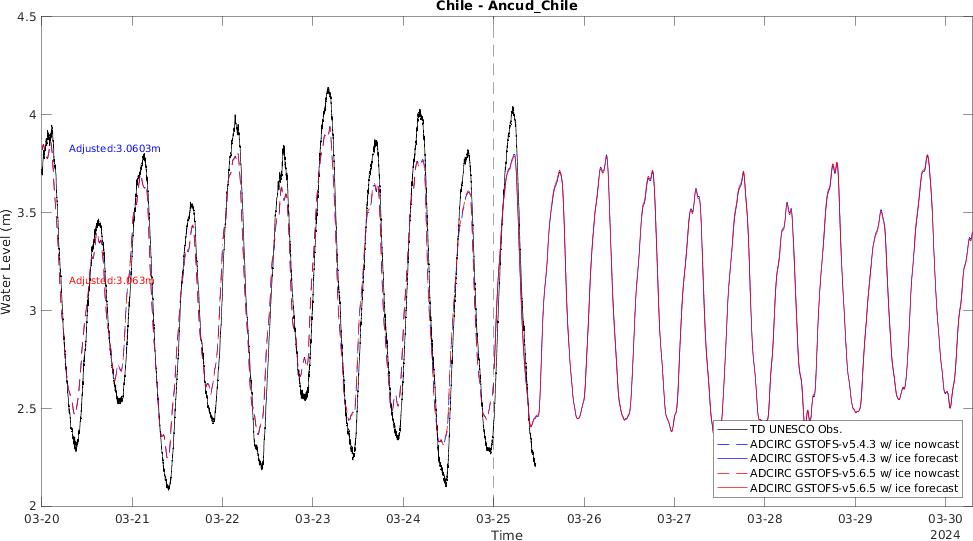 Chile - Ancud_Chile
4.5
4
3.5
3
2.5
2
Water Level (m)
Adjusted:3.0603m
Adjusted:3.063m
TD UNESCO Obs.
ADCIRC GSTOFS-v5.4.3 w/ ice nowcast
ADCIRC GSTOFS-v5.4.3 w/ ice forecast
ADCIRC GSTOFS-v5.6.5 w/ ice nowcast
ADCIRC GSTOFS-v5.6.5 w/ ice forecast
03-20 03-21 03-22 03-23 03-24 03-25 03-26 03-27 03-28 03-29 03-30
Time
2024